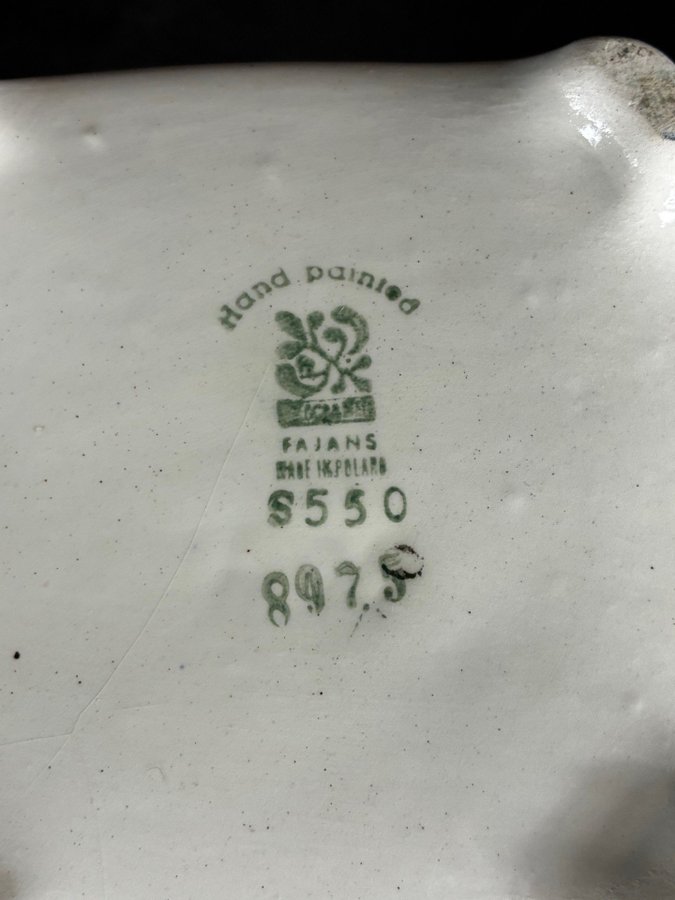 Hand painted
FAJANS
MADE IN POLAND
S550
897.5